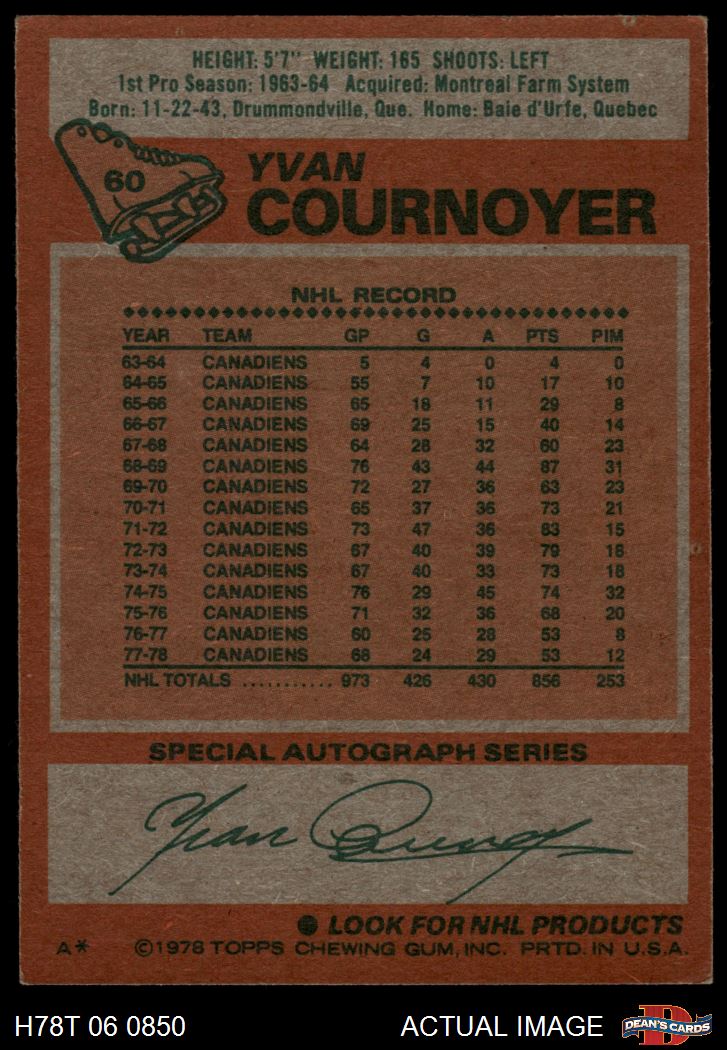 HEIGHT: 5'7" WEIGHT: 165 SHOOTS: LEFT
1st Pro Season: 1963-64 Acquired: Montreal Farm System
Born: 11-22-43, Drummondville, Que. Home: Baie d'Urfe, Quebec
60
YVAN
COURNOYER
NHL RECORD
YEAR TEAM GP G A PTS PIM
63-64 CANADIENS 5 4 0 4 0
64-65 CANADIENS 55 7 10 17 10
65-66 CANADIENS 65 18 11 29 8
66-67 CANADIENS 69 25 15 40 14
67-68 CANADIENS 64 28 32 60 23
68-69 CANADIENS 76 43 44 87 31
69-70 CANADIENS 72 27 36 63 23
70-71 CANADIENS 65 37 36 73 21
71-72 CANADIENS 73 47 36 83 15
72-73 CANADIENS 67 40 39 79 18
73-74 CANADIENS 67 40 33 73 18
74-75 CANADIENS 76 29 45 74 32
75-76 CANADIENS 71 32 36 68 20
76-77 CANADIENS 60 25 28 53 8
77-78 CANADIENS 68 24 29 53 12
NHL TOTALS ........... 973 426 430 856 253
SPECIAL AUTOGRAPH SERIES
Yvan Cournoyer
● LOOK FOR NHL PRODUCTS
A* ©1978 TOPPS CHEWING GUM, INC. PRTD. IN U.S.A.
H78T 06 0850 ACTUAL IMAGE D DEAN'S CARDS